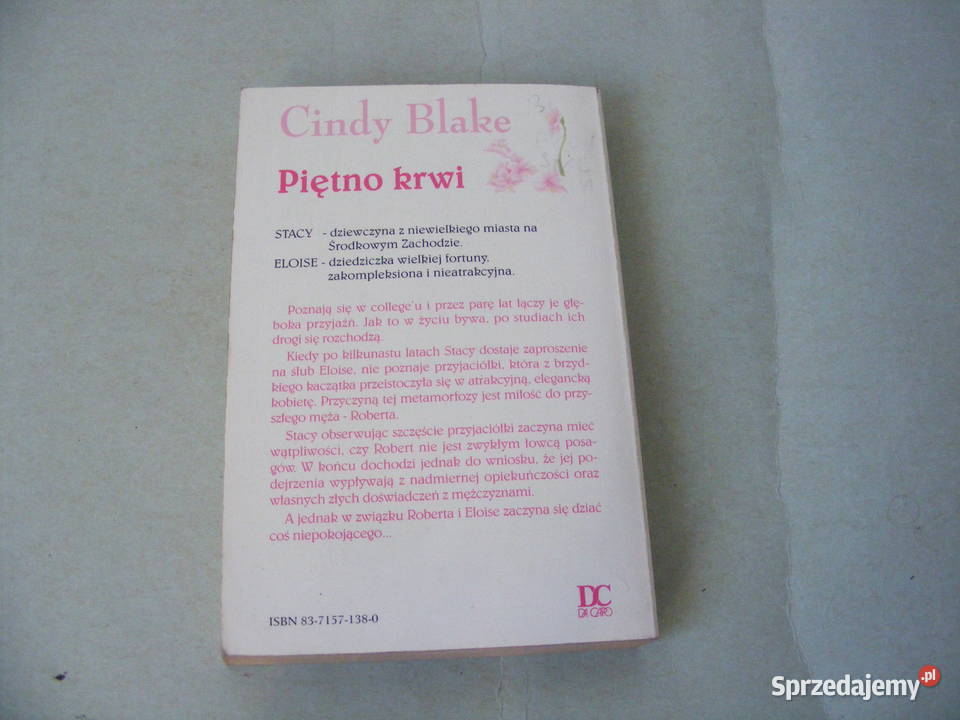 Cindy Blake
Piętno krwi
STACY - dziewczyna z niewielkiego miasta na
Środkowym Zachodzie.
ELOISE - dziedziczka wielkiej fortuny,
zakompleksiona i nieatrakcyjna.
Poznają się w college'u i przez parę lat łączy je głę-
boka przyjaźń. Jak to w życiu bywa, po studiach ich
drogi się rozchodzą.
Kiedy po kilkunastu latach Stacy dostaje zaproszenie
na ślub Eloise, nie poznaje przyjaciółki, która z brzyd-
kiego kaczątka przeistoczyła się w atrakcyjną, elegancką
kobietę. Przyczyną tej metamorfozy jest miłość do przy-
szłego męża - Roberta.
Stacy obserwując szczęście przyjaciółki zaczyna mieć
wątpliwości, czy Robert nie jest zwykłym łowcą posa-
gów. W końcu dochodzi jednak do wniosku, że jej po-
dejrzenia wypływają z nadmiernej opiekuńczości oraz
własnych złych doświadczeń z mężczyznami.
A jednak w związku Roberta i Eloise zaczyna się dziać
coś niepokojącego...
DC
DA CAPO
ISBN 83-7157-138-0
Sprzedajemy.pl